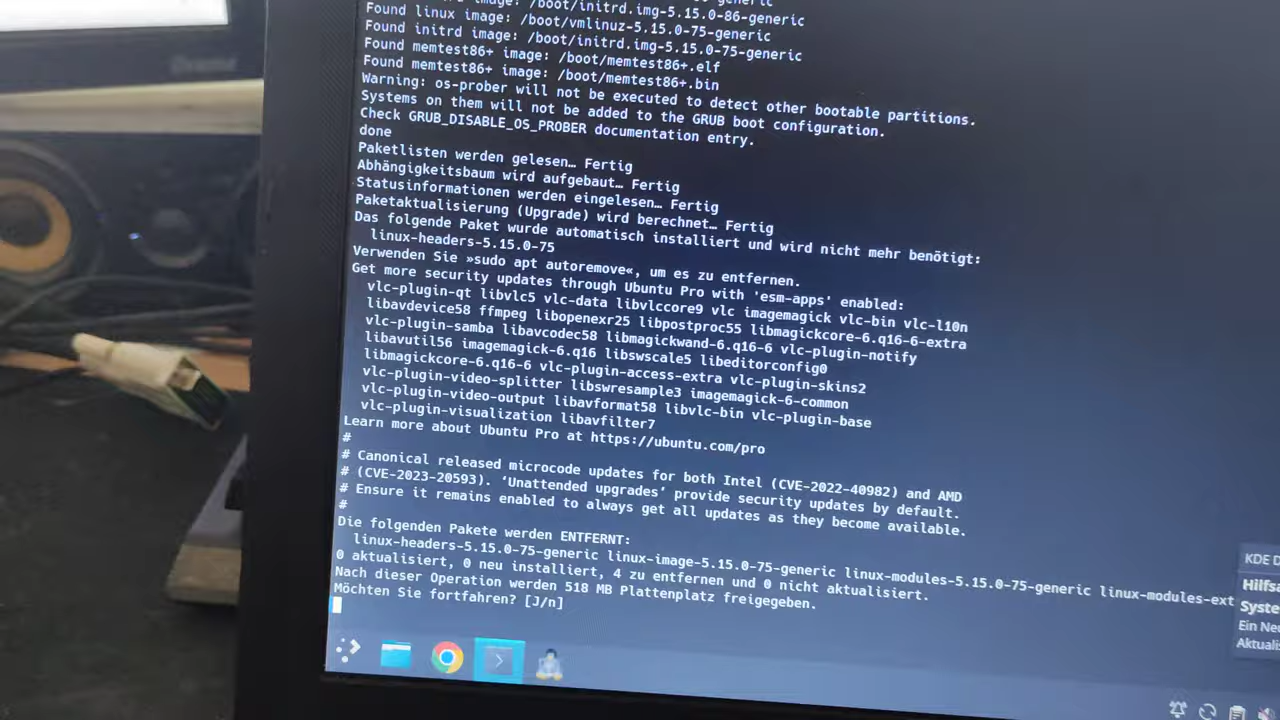 image: /boot/initrd.img-5.15.0-86-generic
Found linux image: /boot/vmlinuz-5.15.0-75-generic
Found initrd image: /boot/initrd.img-5.15.0-75-generic
Found memtest86+ image: /boot/memtest86+.elf
Found memtest86+ image: /boot/memtest86+.bin
Warning: os-prober will not be executed to detect other bootable partitions.
Systems on them will not be added to the GRUB boot configuration.
Check GRUB_DISABLE_OS_PROBER documentation entry.
done
Paketlisten werden gelesen… Fertig
Abhängigkeitsbaum wird aufgebaut… Fertig
Statusinformationen werden eingelesen… Fertig
Paketaktualisierung (Upgrade) wird berechnet… Fertig
Das folgende Paket wurde automatisch installiert und wird nicht mehr benötigt:
linux-headers-5.15.0-75
Verwenden Sie »sudo apt autoremove«, um es zu entfernen.
Get more security updates through Ubuntu Pro with 'esm-apps' enabled:
vlc-plugin-qt libvlc5 vlc-data libvlccore9 vlc imagemagick vlc-bin vlc-l10n
libavdevice58 ffmpeg libopenexr25 libpostproc55 libmagickcore-6.q16-6-extra
vlc-plugin-samba libavcodec58 libmagickwand-6.q16-6 vlc-plugin-notify
libavutil56 imagemagick-6.q16 libswscale5 libeditorconfig0
libmagickcore-6.q16-6 vlc-plugin-access-extra vlc-plugin-skins2
vlc-plugin-video-splitter libswresample3 imagemagick-6-common
vlc-plugin-video-output libavformat58 libvlc-bin vlc-plugin-base
vlc-plugin-visualization libavfilter7
Learn more about Ubuntu Pro at https://ubuntu.com/pro
#
# Canonical released microcode updates for both Intel (CVE-2022-40982) and AMD
# (CVE-2023-20593). ‘Unattended upgrades’ provide security updates by default.
# Ensure it remains enabled to always get all updates as they become available.
#
Die folgenden Pakete werden ENTFERNT:
linux-headers-5.15.0-75-generic linux-image-5.15.0-75-generic linux-modules-5.15.0-75-generic linux-modules-ext
0 aktualisiert, 0 neu installiert, 4 zu entfernen und 0 nicht aktualisiert.
Nach dieser Operation werden 518 MB Plattenplatz freigegeben.
Möchten Sie fortfahren? [J/n]
KDE D
Hilfsa
Syste
Ein Neu
Aktuali